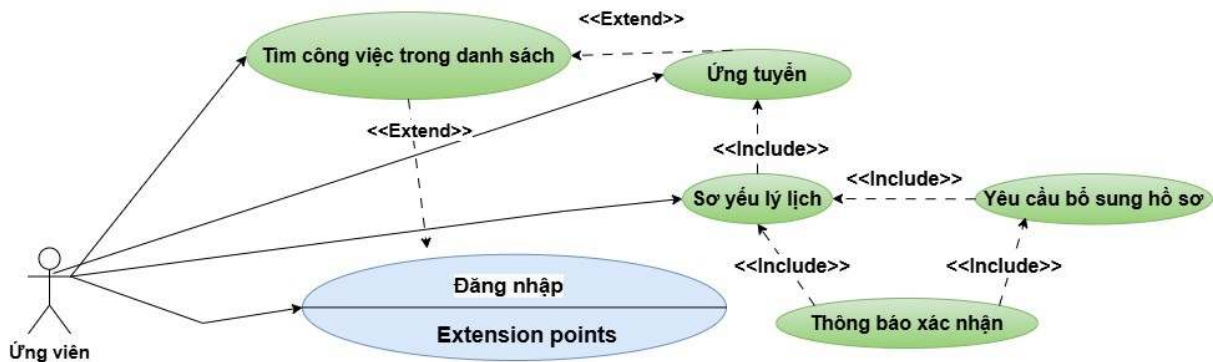 <<Extend>>
Tìm công việc trong danh sách
Ứng tuyển
<<Extend>>
<<Include>>
<<Include>>
Sơ yếu lý lịch
Yêu cầu bổ sung hồ sơ
<<Include>>
<<Include>>
Đăng nhập
Thông báo xác nhận
Extension points
Ứng viên